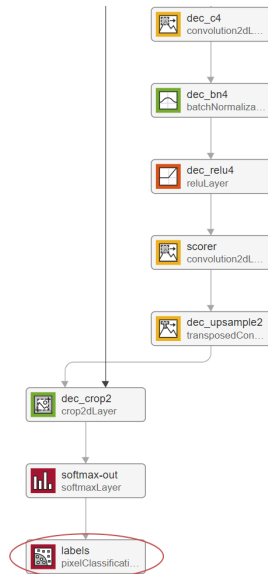 dec_c4
convolution2dL...
dec_bn4
batchNormaliza...
dec_relu4
reluLayer
scorer
convolution2dL...
dec_upsample2
transposedCon...
dec_crop2
crop2dLayer
softmax-out
softmaxLayer
labels
pixelClassificati...